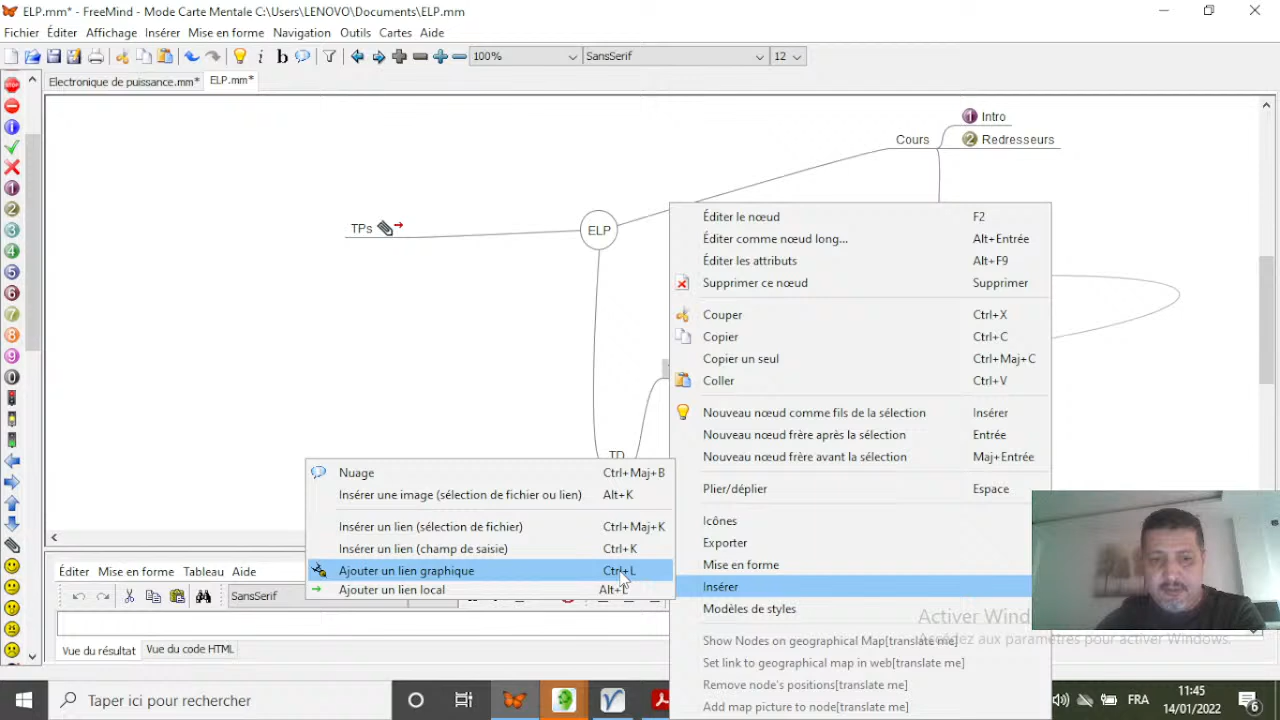 ELP.mm* - FreeMind - Mode Carte Mentale C:\Users\LENOVO\Documents\ELP.mm
Fichier Éditer Affichage Insérer Mise en forme Navigation Outils Cartes Aide
100% SansSerif 12
Electronique de puissance.mm* ELP.mm*
Intro
Cours
Redresseurs
TPs
ELP
TD
Éditer le nœud F2
Éditer comme nœud long... Alt+Entrée
Éditer les attributs Alt+F9
Supprimer ce nœud Supprimer
Couper Ctrl+X
Copier Ctrl+C
Copier un seul Ctrl+Maj+C
Coller Ctrl+V
Nouveau nœud comme fils de la sélection Insérer
Nouveau nœud frère après la sélection Entrée
Nouveau nœud frère avant la sélection Maj+Entrée
Plier/déplier Espace
Icônes
Exporter
Mise en forme
Insérer
Modèles de styles
Show Nodes on geographical Map[translate me]
Set link to geographical map in web[translate me]
Remove node's positions[translate me]
Add map picture to node[translate me]
Nuage Ctrl+Maj+B
Insérer une image (sélection de fichier ou lien) Alt+K
Insérer un lien (sélection de fichier) Ctrl+Maj+K
Insérer un lien (champ de saisie) Ctrl+K
Ajouter un lien graphique Ctrl+L
Ajouter un lien local Alt+L
Éditer Mise en forme Tableau Aide
SansSerif
Vue du résultat Vue du code HTML
Activer Wind
Accédez aux paramètres pour activer Windows.
Taper ici pour rechercher
FRA
11:45
14/01/2022
6